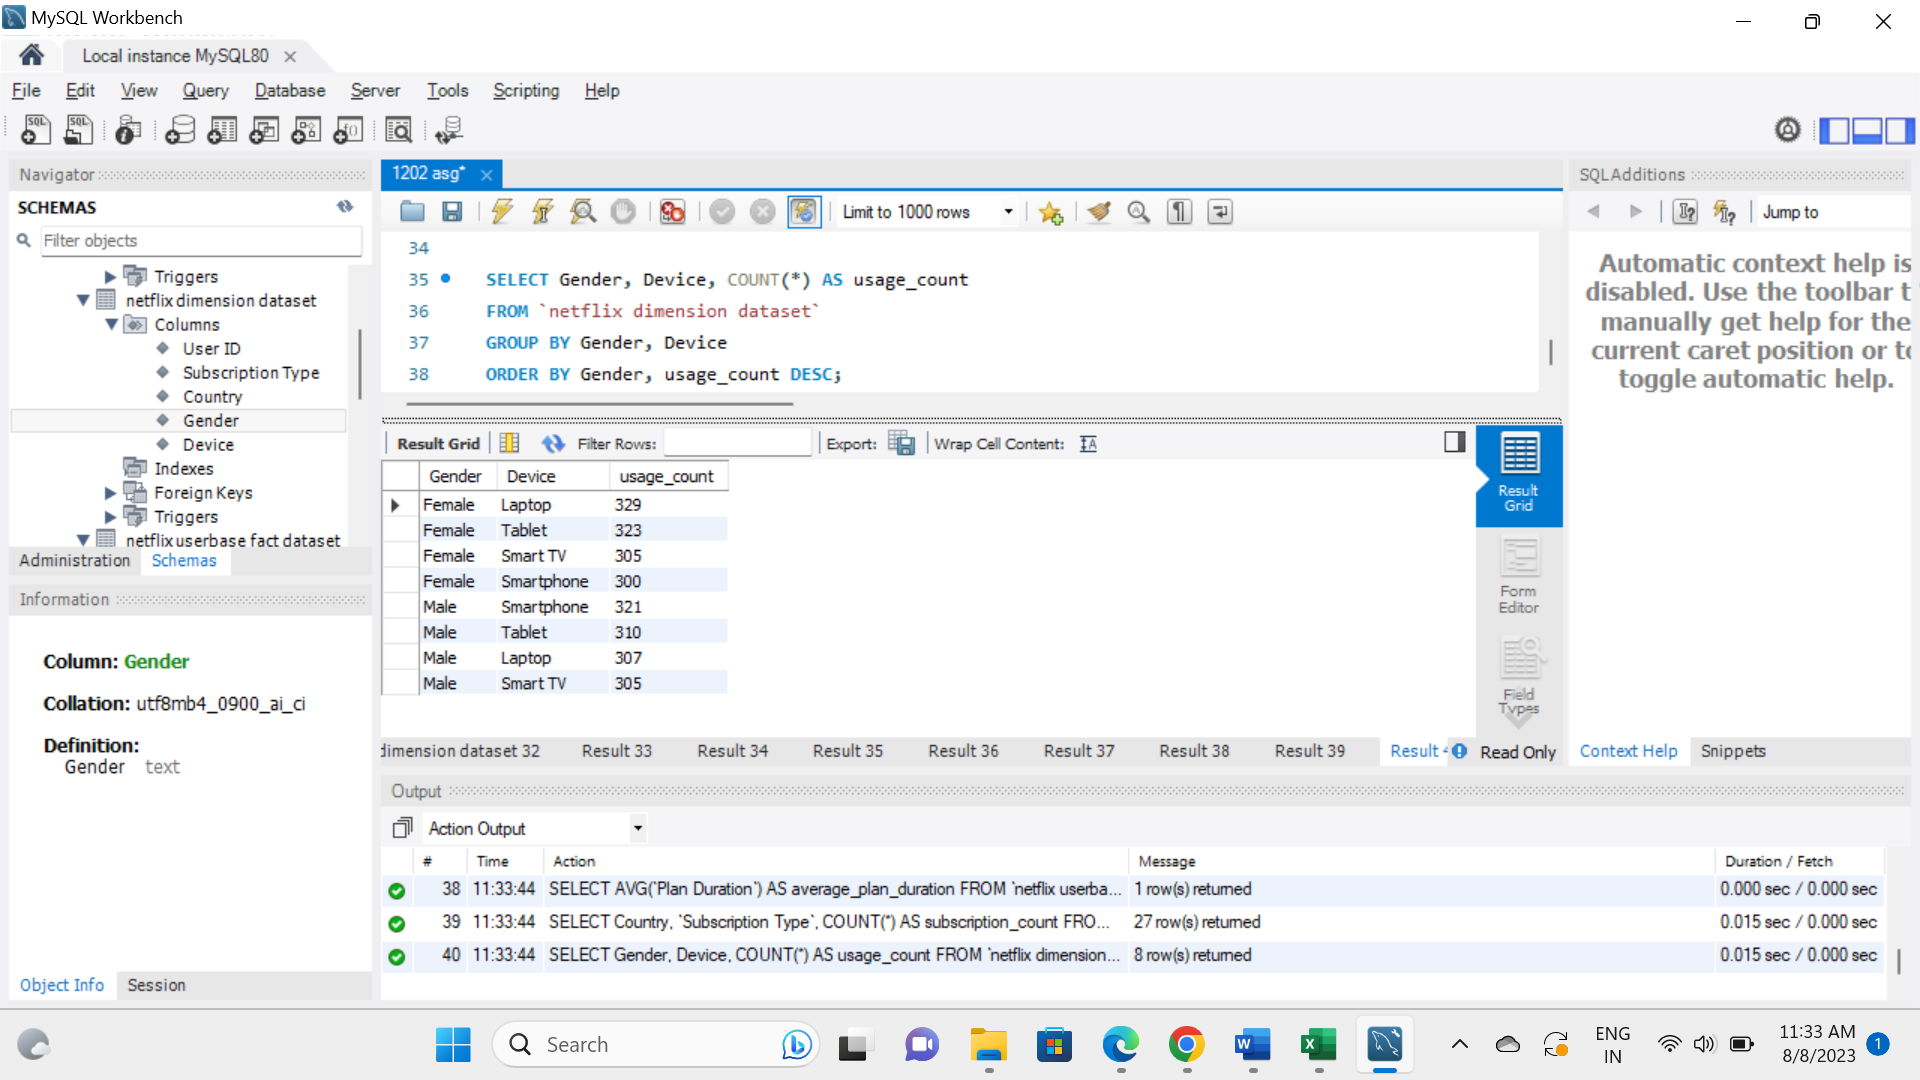 MySQL Workbench
Local instance MySQL80
File Edit View Query Database Server Tools Scripting Help
Navigator
SCHEMAS
Filter objects
Triggers
netflix dimension dataset
Columns
User ID
Subscription Type
Country
Gender
Device
Indexes
Foreign Keys
Triggers
netflix userbase fact dataset
Administration Schemas
Information
Column: Gender
Collation: utf8mb4_0900_ai_ci
Definition:
Gender text
Object Info Session
1202 asg*
Limit to 1000 rows
34
35 SELECT Gender, Device, COUNT(*) AS usage_count
36 FROM `netflix dimension dataset`
37 GROUP BY Gender, Device
38 ORDER BY Gender, usage_count DESC;
Result Grid Filter Rows: Export: Wrap Cell Content:
Gender Device usage_count
Female Laptop 329
Female Tablet 323
Female Smart TV 305
Female Smartphone 300
Male Smartphone 321
Male Tablet 310
Male Laptop 307
Male Smart TV 305
Result
Grid
Form
Editor
Field
Types
dimension dataset 32 Result 33 Result 34 Result 35 Result 36 Result 37 Result 38 Result 39 Result 4 Read Only
SQLAdditions
Jump to
Automatic context help is
disabled. Use the toolbar t
manually get help for the
current caret position or to
toggle automatic help.
Context Help Snippets
Output
Action Output
# Time Action Message Duration / Fetch
38 11:33:44 SELECT AVG(`Plan Duration`) AS average_plan_duration FROM `netflix userba... 1 row(s) returned 0.000 sec / 0.000 sec
39 11:33:44 SELECT Country, `Subscription Type`, COUNT(*) AS subscription_count FRO... 27 row(s) returned 0.015 sec / 0.000 sec
40 11:33:44 SELECT Gender, Device, COUNT(*) AS usage_count FROM `netflix dimension... 8 row(s) returned 0.015 sec / 0.000 sec
Search
ENG
IN
11:33 AM
8/8/2023
1